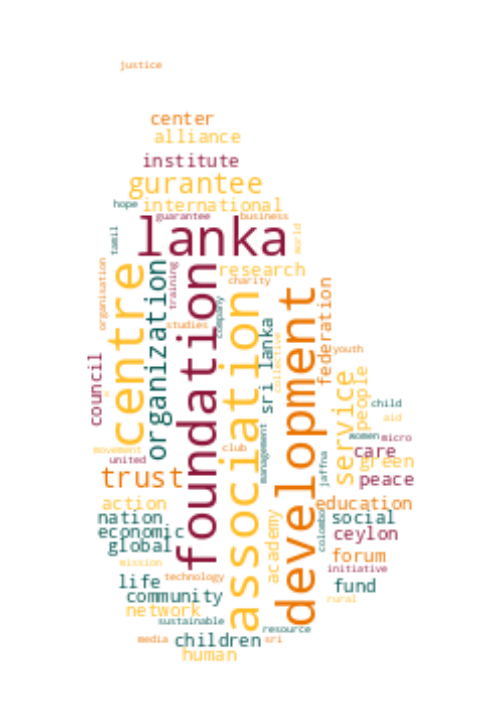 justice
center
alliance
institute
gurantee
hope
international
guarantee
business
lanka
tamil
world
organisation
centre
organization
training
foundation
research
charity
company
studies
association
sri lanka
collective
development
federation
youth
council
service
people
child
aid
women
micro
movement
united
club
management
care
green
jaffna
peace
trust
action
education
nation
economic
global
colombo
social
ceylon
academy
forum
mission
initiative
life
technology
fund
community
rural
network
sustainable
resource
media
children
sri
human